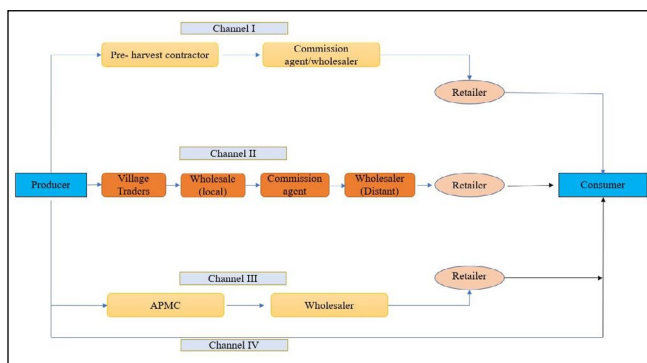 Channel I
Pre- harvest contractor
Commission
agent/wholesaler
Retailer
Channel II
Producer
Village
Traders
Wholesale
(local)
Commission
agent
Wholesaler
(Distant)
Retailer
Consumer
Channel III
Retailer
APMC
Wholesaler
Channel IV